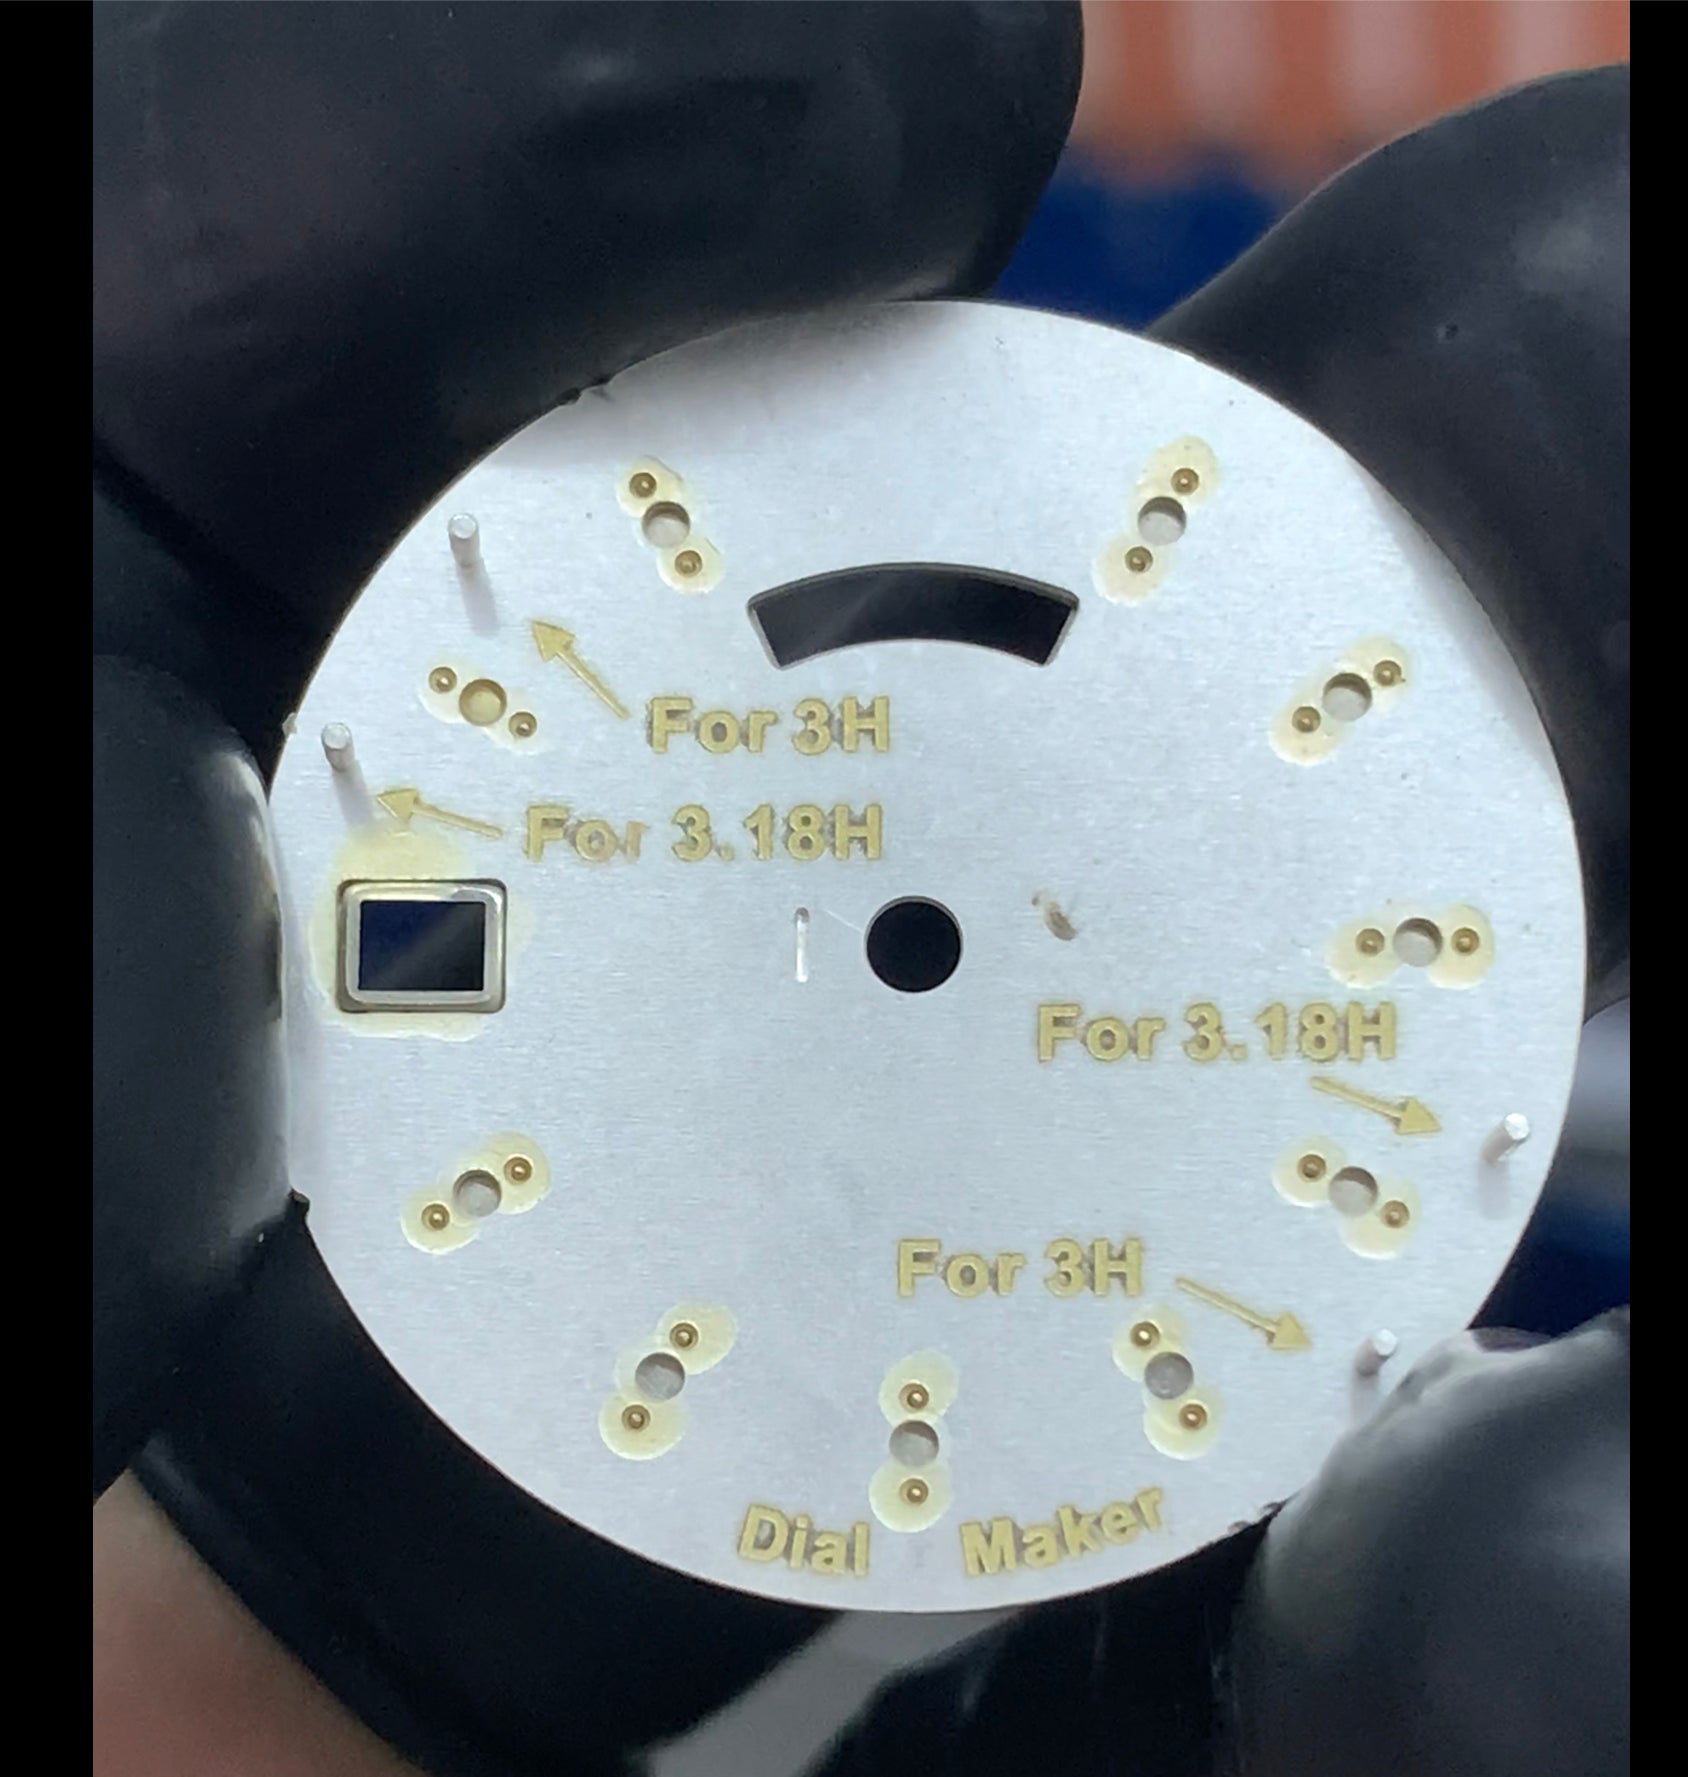 For 3H
For 3.18H
For 3.18H
For 3H
Dial Maker